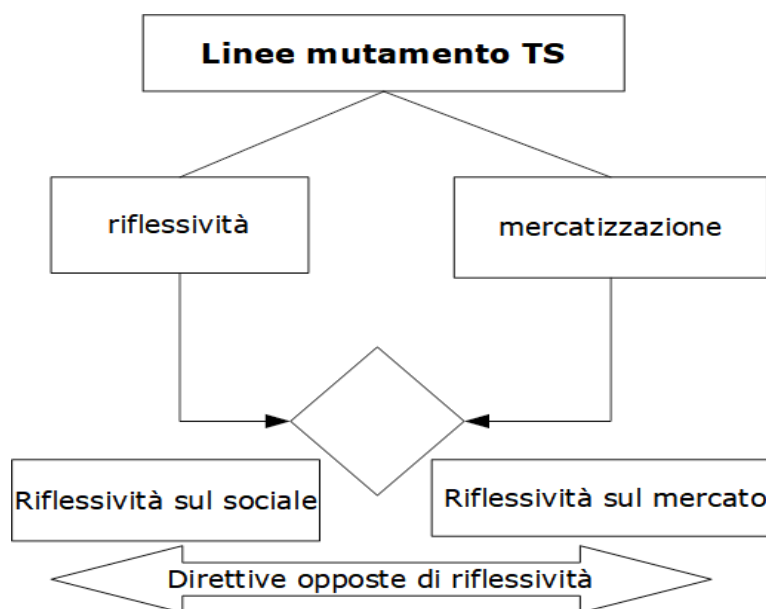 Linee mutamento TS
riflessività
mercatizzazione
Riflessività sul sociale
Riflessività sul mercato
Direttive opposte di riflessività